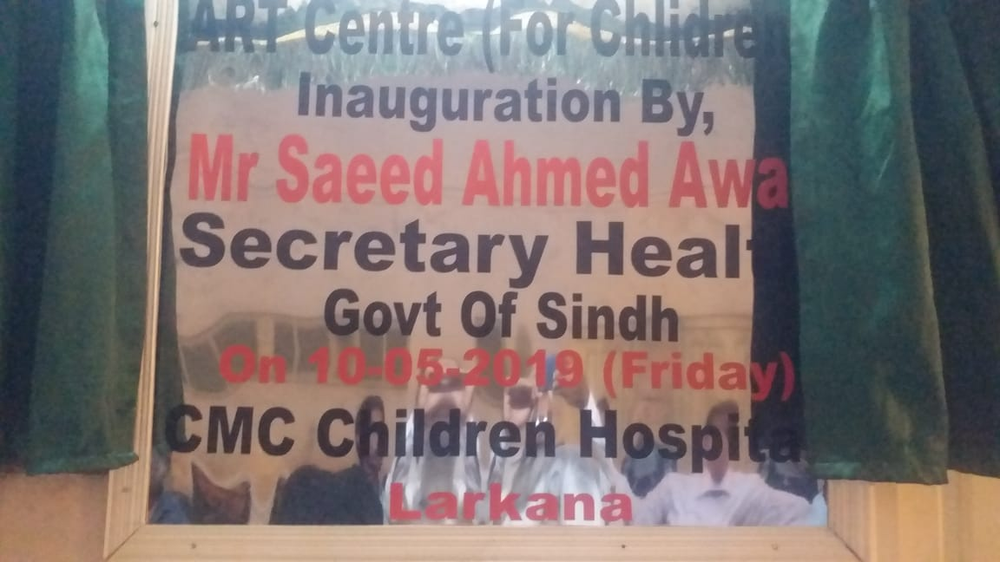 ART Centre (For Chlidre
Inauguration By,
Mr Saeed Ahmed Awa
Secretary Healt
Govt Of Sindh
On 10-05-2019 (Friday)
CMC Children Hospita
Larkana